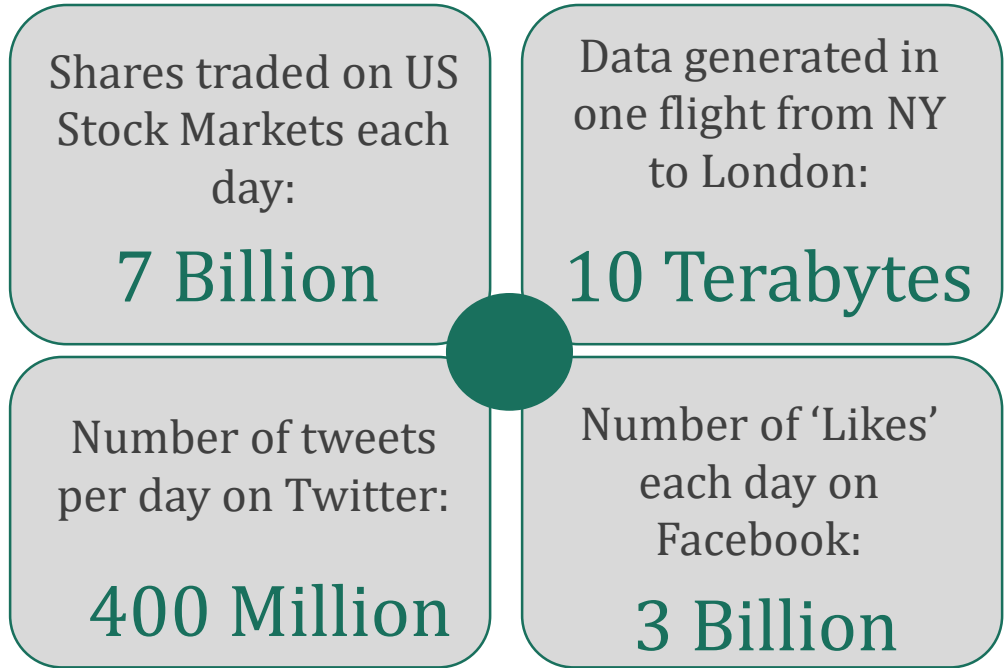 Shares traded on US
Stock Markets each
day:
7 Billion
Data generated in
one flight from NY
to London:
10 Terabytes
Number of tweets
per day on Twitter:
400 Million
Number of ‘Likes’
each day on
Facebook:
3 Billion